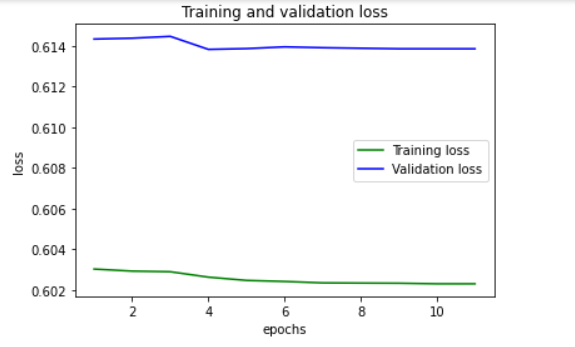 Training and validation loss
0.614
0.612
0.610
0.608
0.606
0.604
0.602
loss
Training loss
Validation loss
2 4 6 8 10
epochs